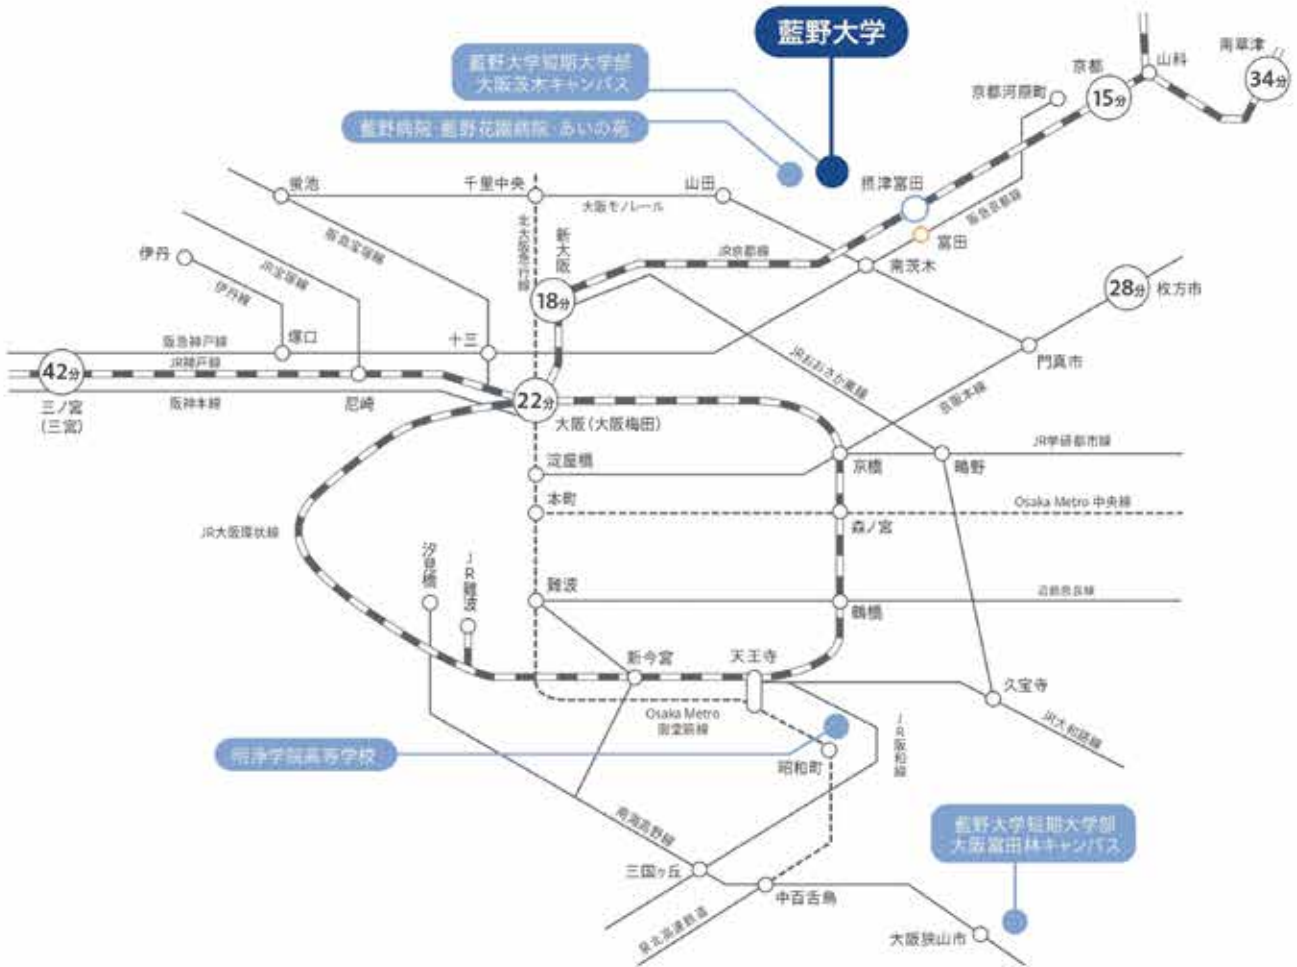 藍野大学
藍野大学短期大学部
大阪茨木キャンパス
藍野病院・藍野花園病院・あいの苑
南草津
34分
山科
京都
15分
京都河原町
摂津富田
阪急京都線
富田
蛍池
千里中央
大阪モノレール
山田
北大阪急行線
新大阪
18分
JR京都線
南茨木
伊丹
伊丹線
JR宝塚線
阪急宝塚線
28分
枚方市
門真市
阪急神戸線
塚口
十三
JRおおさか東線
京阪本線
42分
三ノ宮
(三宮)
JR神戸線
尼崎
阪神本線
22分
大阪(大阪梅田)
淀屋橋
京橋
鴫野
JR学研都市線
本町
Osaka Metro 中央線
森ノ宮
JR大阪環状線
汐見橋
JR難波
難波
近鉄奈良線
鶴橋
新今宮
天王寺
久宝寺
JR大和路線
Osaka Metro
御堂筋線
JR阪和線
明浄学院高等学校
昭和町
南海高野線
三国ヶ丘
中百舌鳥
泉北高速鉄道
大阪狭山市
藍野大学短期大学部
大阪富田林キャンパス